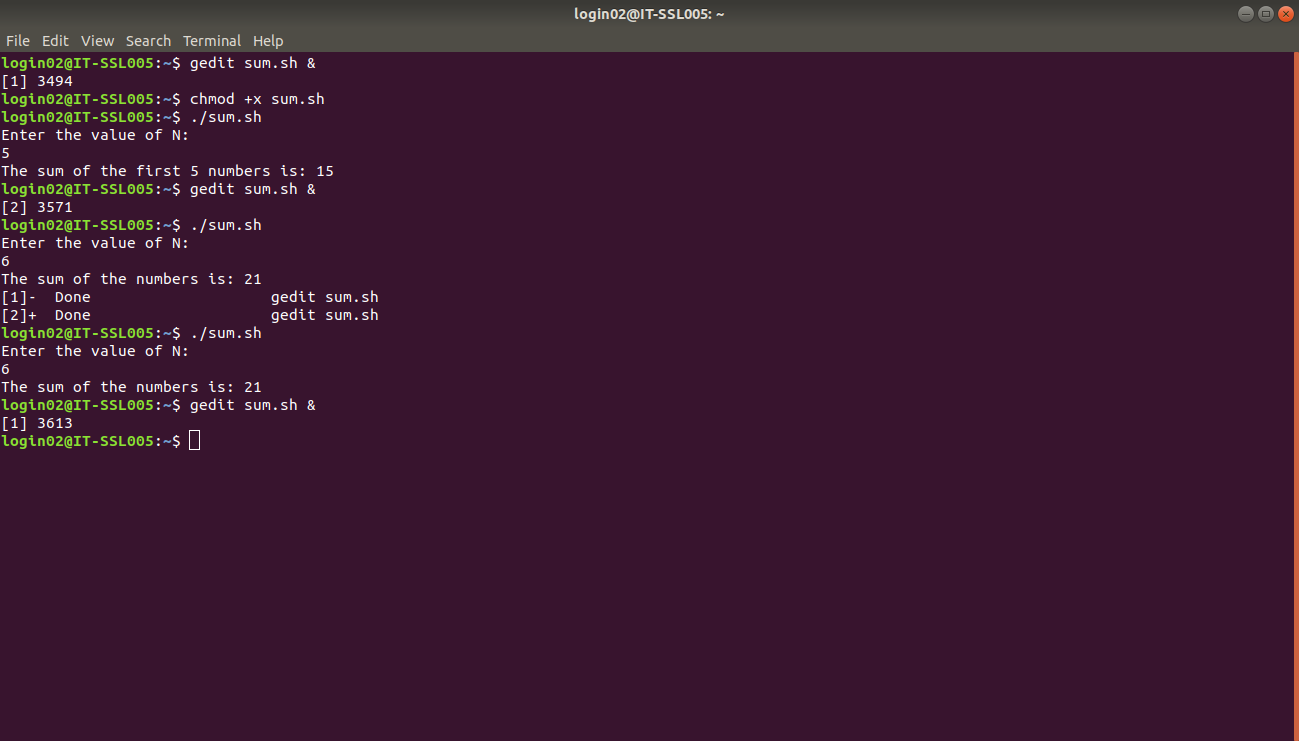 login02@IT-SSL005: ~
File Edit View Search Terminal Help
login02@IT-SSL005:~$ gedit sum.sh &
[1] 3494
login02@IT-SSL005:~$ chmod +x sum.sh
login02@IT-SSL005:~$ ./sum.sh
Enter the value of N:
5
The sum of the first 5 numbers is: 15
login02@IT-SSL005:~$ gedit sum.sh &
[2] 3571
login02@IT-SSL005:~$ ./sum.sh
Enter the value of N:
6
The sum of the numbers is: 21
[1]-  Done                    gedit sum.sh
[2]+  Done                    gedit sum.sh
login02@IT-SSL005:~$ ./sum.sh
Enter the value of N:
6
The sum of the numbers is: 21
login02@IT-SSL005:~$ gedit sum.sh &
[1] 3613
login02@IT-SSL005:~$